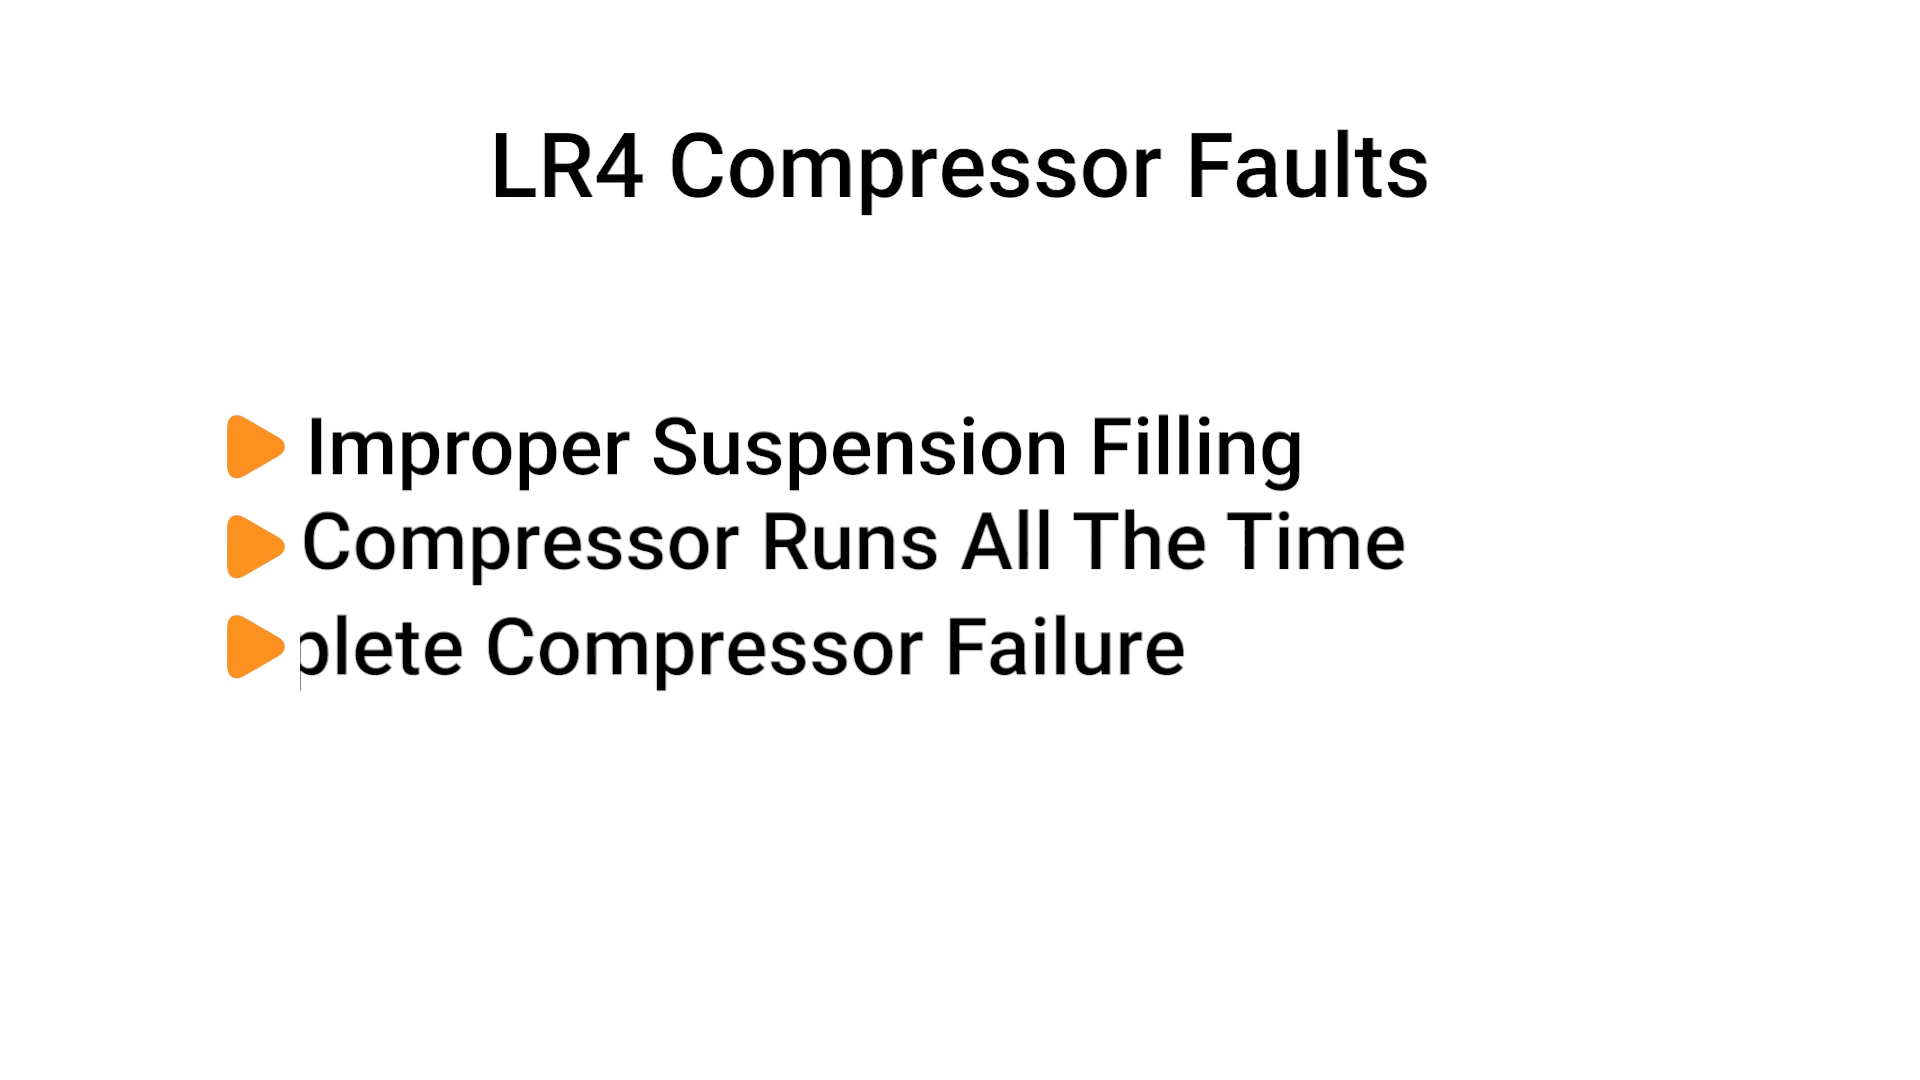 LR4 Compressor Faults
Improper Suspension Filling
Compressor Runs All The Time
plete Compressor Failure